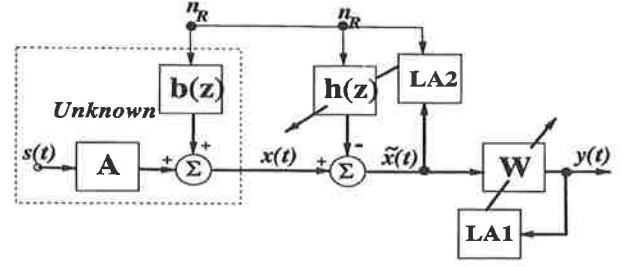 n_R n_R
b(z) h(z) LA2
Unknown
s(t) A + + Σ x(t) + - Σ x̃(t) W y(t)
LA1